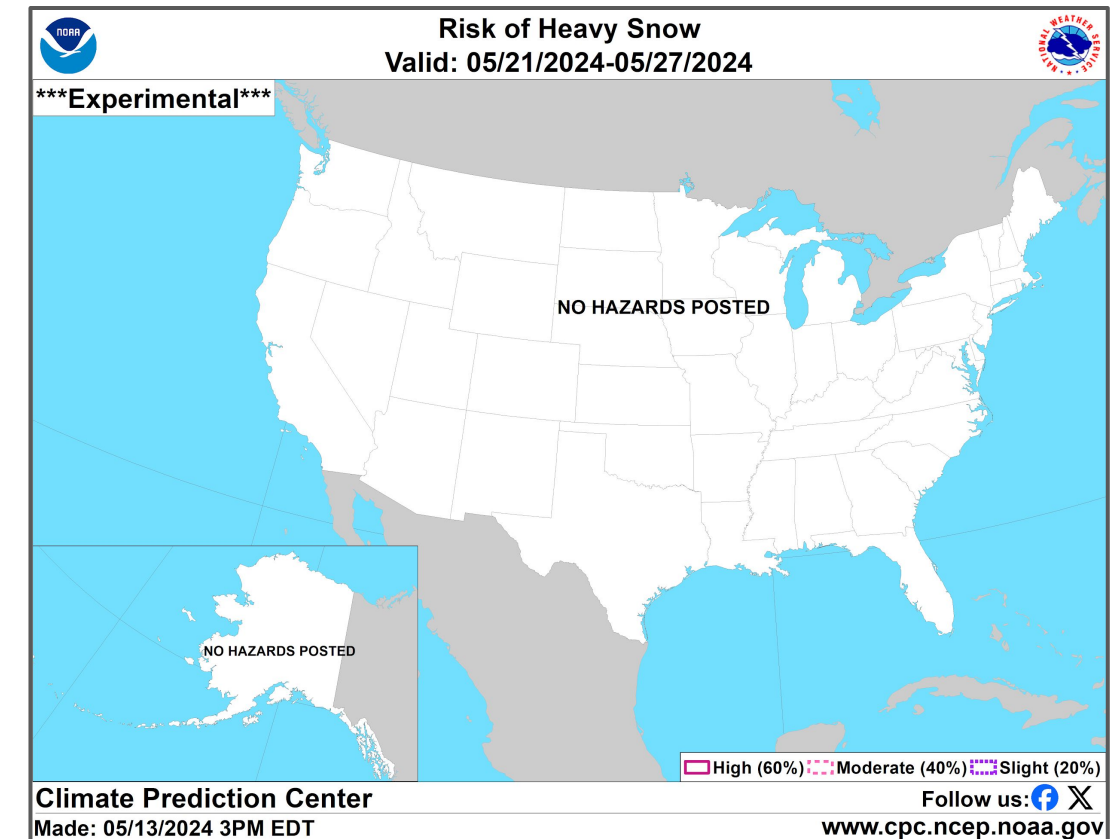 NOAA
Risk of Heavy Snow
Valid: 05/21/2024-05/27/2024
NATIONAL WEATHER SERVICE
***Experimental***
NO HAZARDS POSTED
NO HAZARDS POSTED
High (60%) Moderate (40%) Slight (20%)
Climate Prediction Center
Follow us:
Made: 05/13/2024 3PM EDT
www.cpc.ncep.noaa.gov